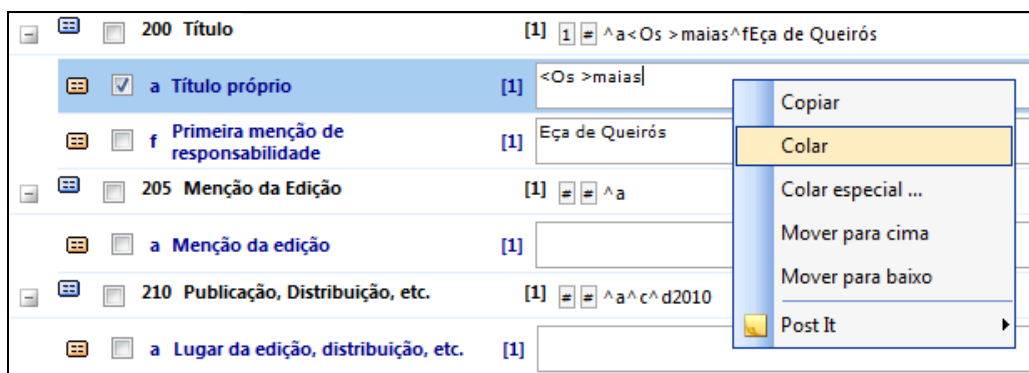 200 Título [1] 1 # ^a<Os >maias^fEça de Queirós
a Título próprio [1] <Os >maias
f Primeira menção de
responsabilidade [1] Eça de Queirós
205 Menção da Edição [1] # # ^a
a Menção da edição [1]
210 Publicação, Distribuição, etc. [1] # # ^a^c^d2010
a Lugar da edição, distribuição, etc. [1]
Copiar
Colar
Colar especial ...
Mover para cima
Mover para baixo
Post It